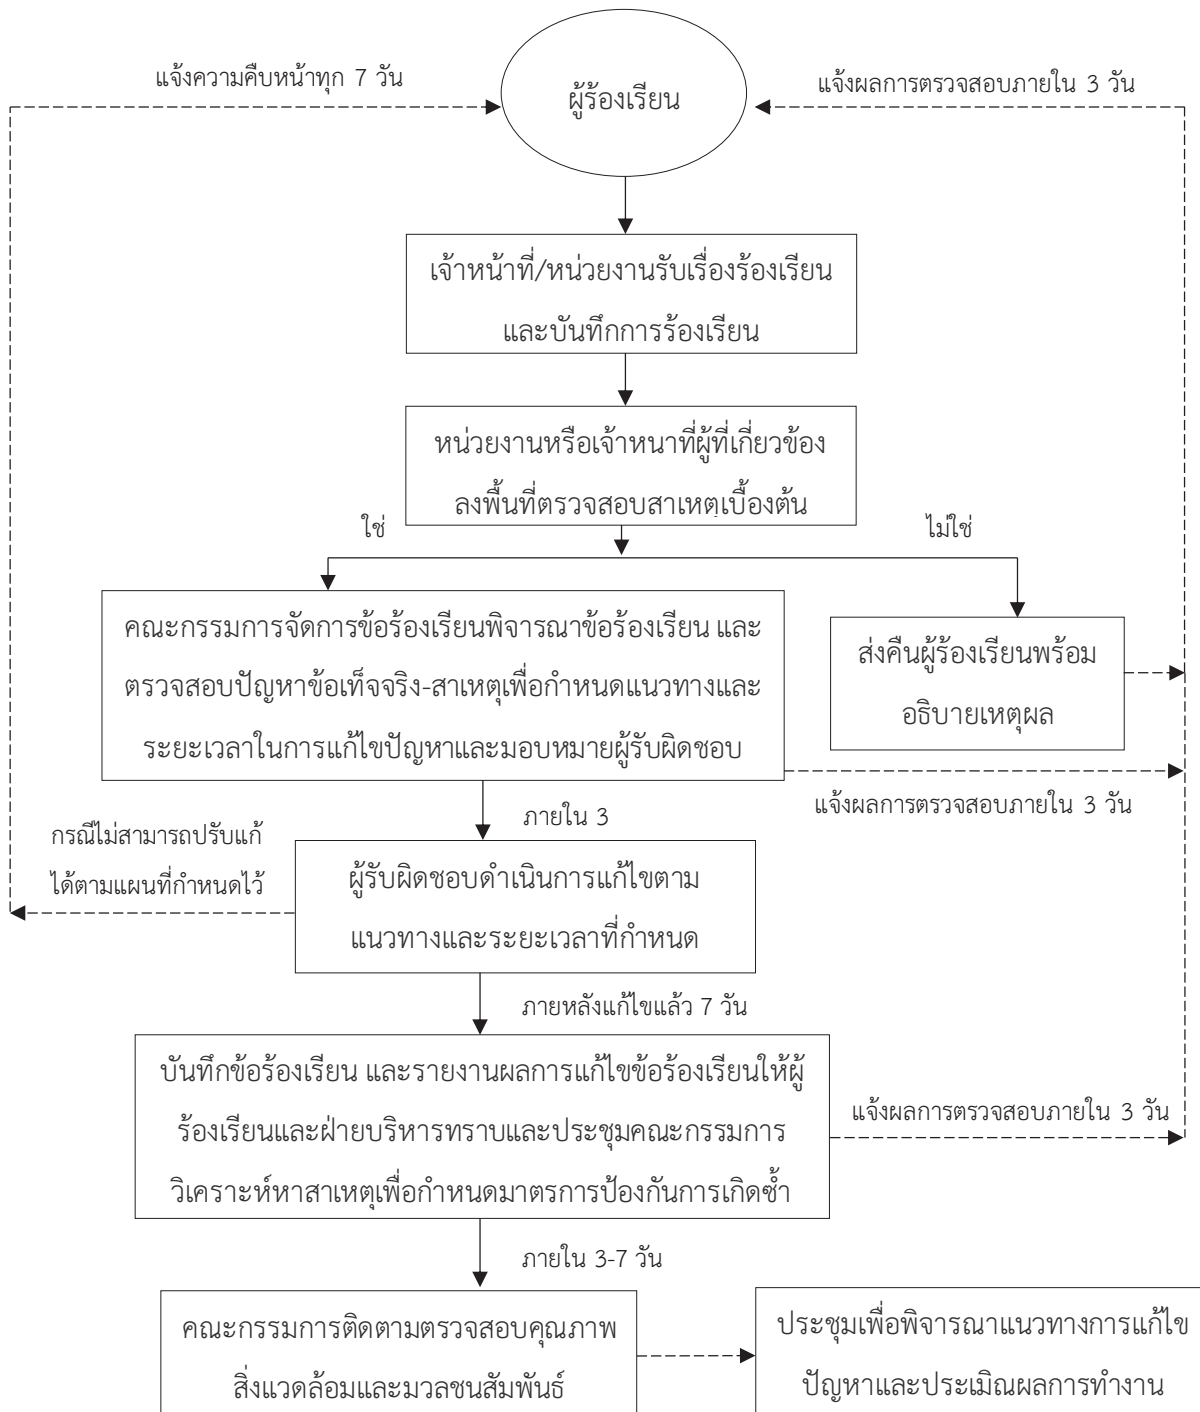 แจ้งความคืบหน้าทุก 7 วัน
ผู้ร้องเรียน
แจ้งผลการตรวจสอบภายใน 3 วัน
เจ้าหน้าที่/หน่วยงานรับเรื่องร้องเรียน
และบันทึกการร้องเรียน
หน่วยงานหรือเจ้าหนาที่ผู้ที่เกี่ยวข้อง
ลงพื้นที่ตรวจสอบสาเหตุเบื้องต้น
ใช่
ไม่ใช่
คณะกรรมการจัดการข้อร้องเรียนพิจารณาข้อร้องเรียน และ
ตรวจสอบปัญหาข้อเท็จจริง-สาเหตุเพื่อกำหนดแนวทางและ
ระยะเวลาในการแก้ไขปัญหาและมอบหมายผู้รับผิดชอบ
ส่งคืนผู้ร้องเรียนพร้อม
อธิบายเหตุผล
แจ้งผลการตรวจสอบภายใน 3 วัน
ภายใน 3
กรณีไม่สามารถปรับแก้
ได้ตามแผนที่กำหนดไว้
ผู้รับผิดชอบดำเนินการแก้ไขตาม
แนวทางและระยะเวลาที่กำหนด
ภายหลังแก้ไขแล้ว 7 วัน
บันทึกข้อร้องเรียน และรายงานผลการแก้ไขข้อร้องเรียนให้ผู้
ร้องเรียนและฝ่ายบริหารทราบและประชุมคณะกรรมการ
วิเคราะห์หาสาเหตุเพื่อกำหนดมาตรการป้องกันการเกิดซ้ำ
แจ้งผลการตรวจสอบภายใน 3 วัน
ภายใน 3-7 วัน
คณะกรรมการติดตามตรวจสอบคุณภาพ
สิ่งแวดล้อมและมวลชนสัมพันธ์
ประชุมเพื่อพิจารณาแนวทางการแก้ไข
ปัญหาและประเมิณผลการทำงาน